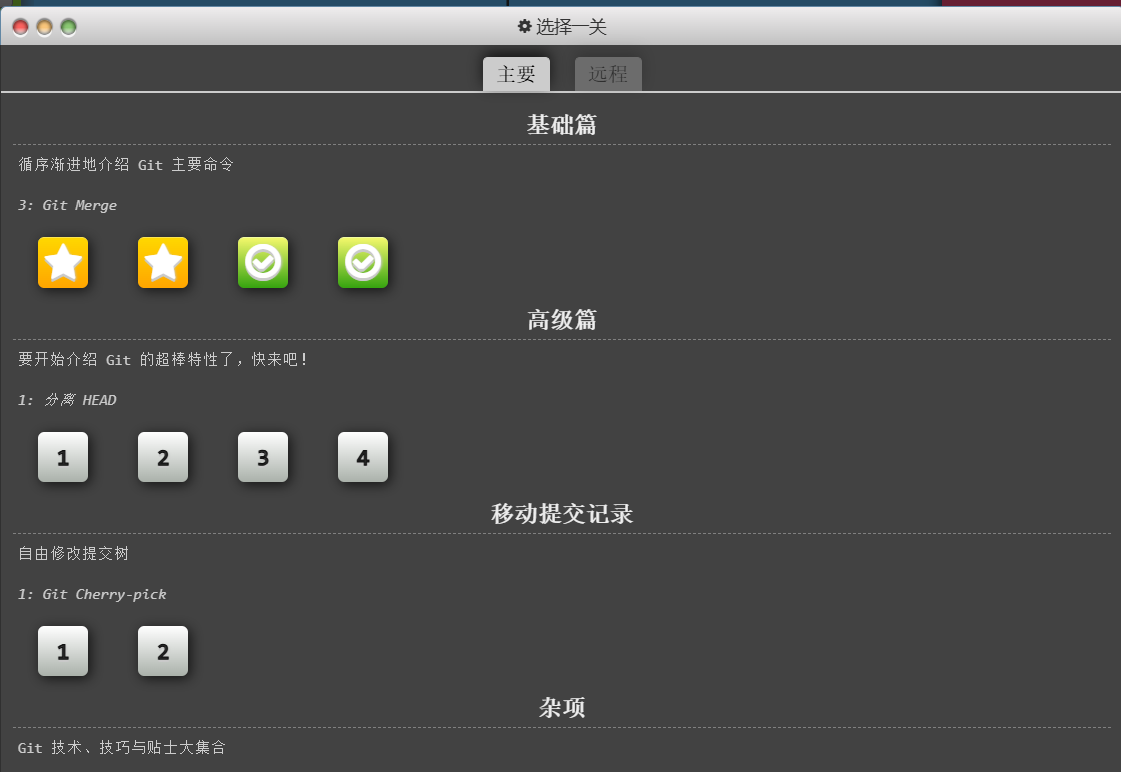 选择一关
主要 远程
基础篇
循序渐进地介绍 Git 主要命令
3: Git Merge
高级篇
要开始介绍 Git 的超棒特性了，快来吧！
1: 分离 HEAD
1 2 3 4
移动提交记录
自由修改提交树
1: Git Cherry-pick
1 2
杂项
Git 技术、技巧与贴士大集合